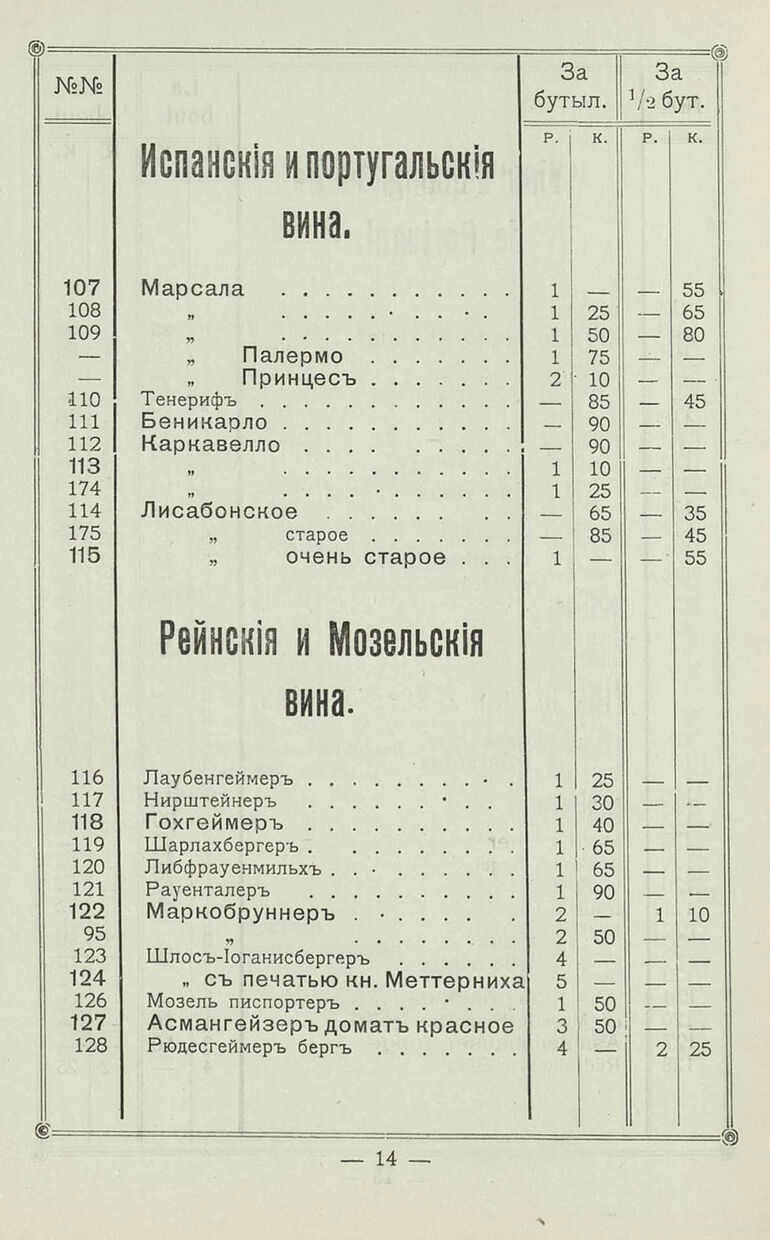 №№ За бутыл. За 1/2 бут.
Р. К. Р. К.
Испанскія и португальскія
вина.
107 Марсала . . . . . . . . . . . 1 — — 55
108 „ . . . . . . . . . . . 1 25 — 65
109 „ . . . . . . . . . . . 1 50 — 80
— „ Палермо . . . . . . . 1 75 — —
— „ Принцесъ . . . . . . . 2 10 — —
110 Тенерифъ . . . . . . . . . . . . — 85 — 45
111 Беникарло . . . . . . . . . . . — 90 — —
112 Каркавелло . . . . . . . . . . — 90 — —
113 „ . . . . . . . . . . . 1 10 — —
174 „ . . . . . . . . . . . 1 25 — —
114 Лисабонское . . . . . . . . — 65 — 35
175 „ старое . . . . . . . — 85 — 45
115 „ очень старое . . . 1 — — 55
Рейнскія и Мозельскія
вина.
116 Лаубенгеймеръ . . . . . . . . . . 1 25 — —
117 Нирштейнеръ . . . . . . . . . 1 30 — —
118 Гохгеймеръ . . . . . . . . . . 1 40 — —
119 Шарлахбергеръ . . . . . . . . . 1 65 — —
120 Либфрауенмильхъ . . . . . . . . . 1 65 — —
121 Рауенталеръ . . . . . . . . . . 1 90 — —
122 Маркобруннеръ . . . . . . . 2 — 1 10
95 „ . . . . . . . . 2 50 — —
123 Шлосъ-Іоганисбергеръ . . . . . . 4 — — —
124 „ съ печатью кн. Меттерниха 5 — — —
126 Мозель писпортеръ . . . . . . . . 1 50 — —
127 Асмангейзеръ доматъ красное 3 50 — —
128 Рюдесгеймеръ бергъ . . . . . . . 4 — 2 25
— 14 —